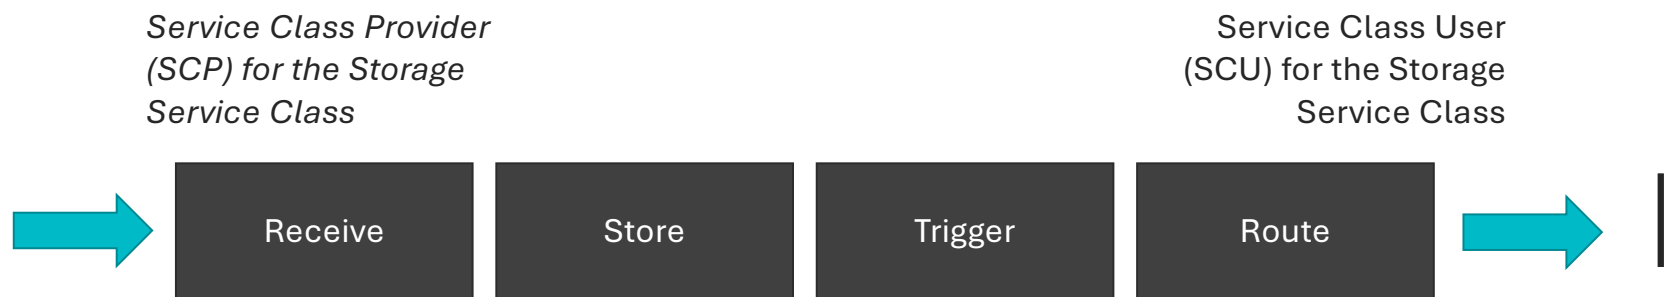 Service Class Provider
(SCP) for the Storage
Service Class
Service Class User
(SCU) for the Storage
Service Class
Receive
Store
Trigger
Route